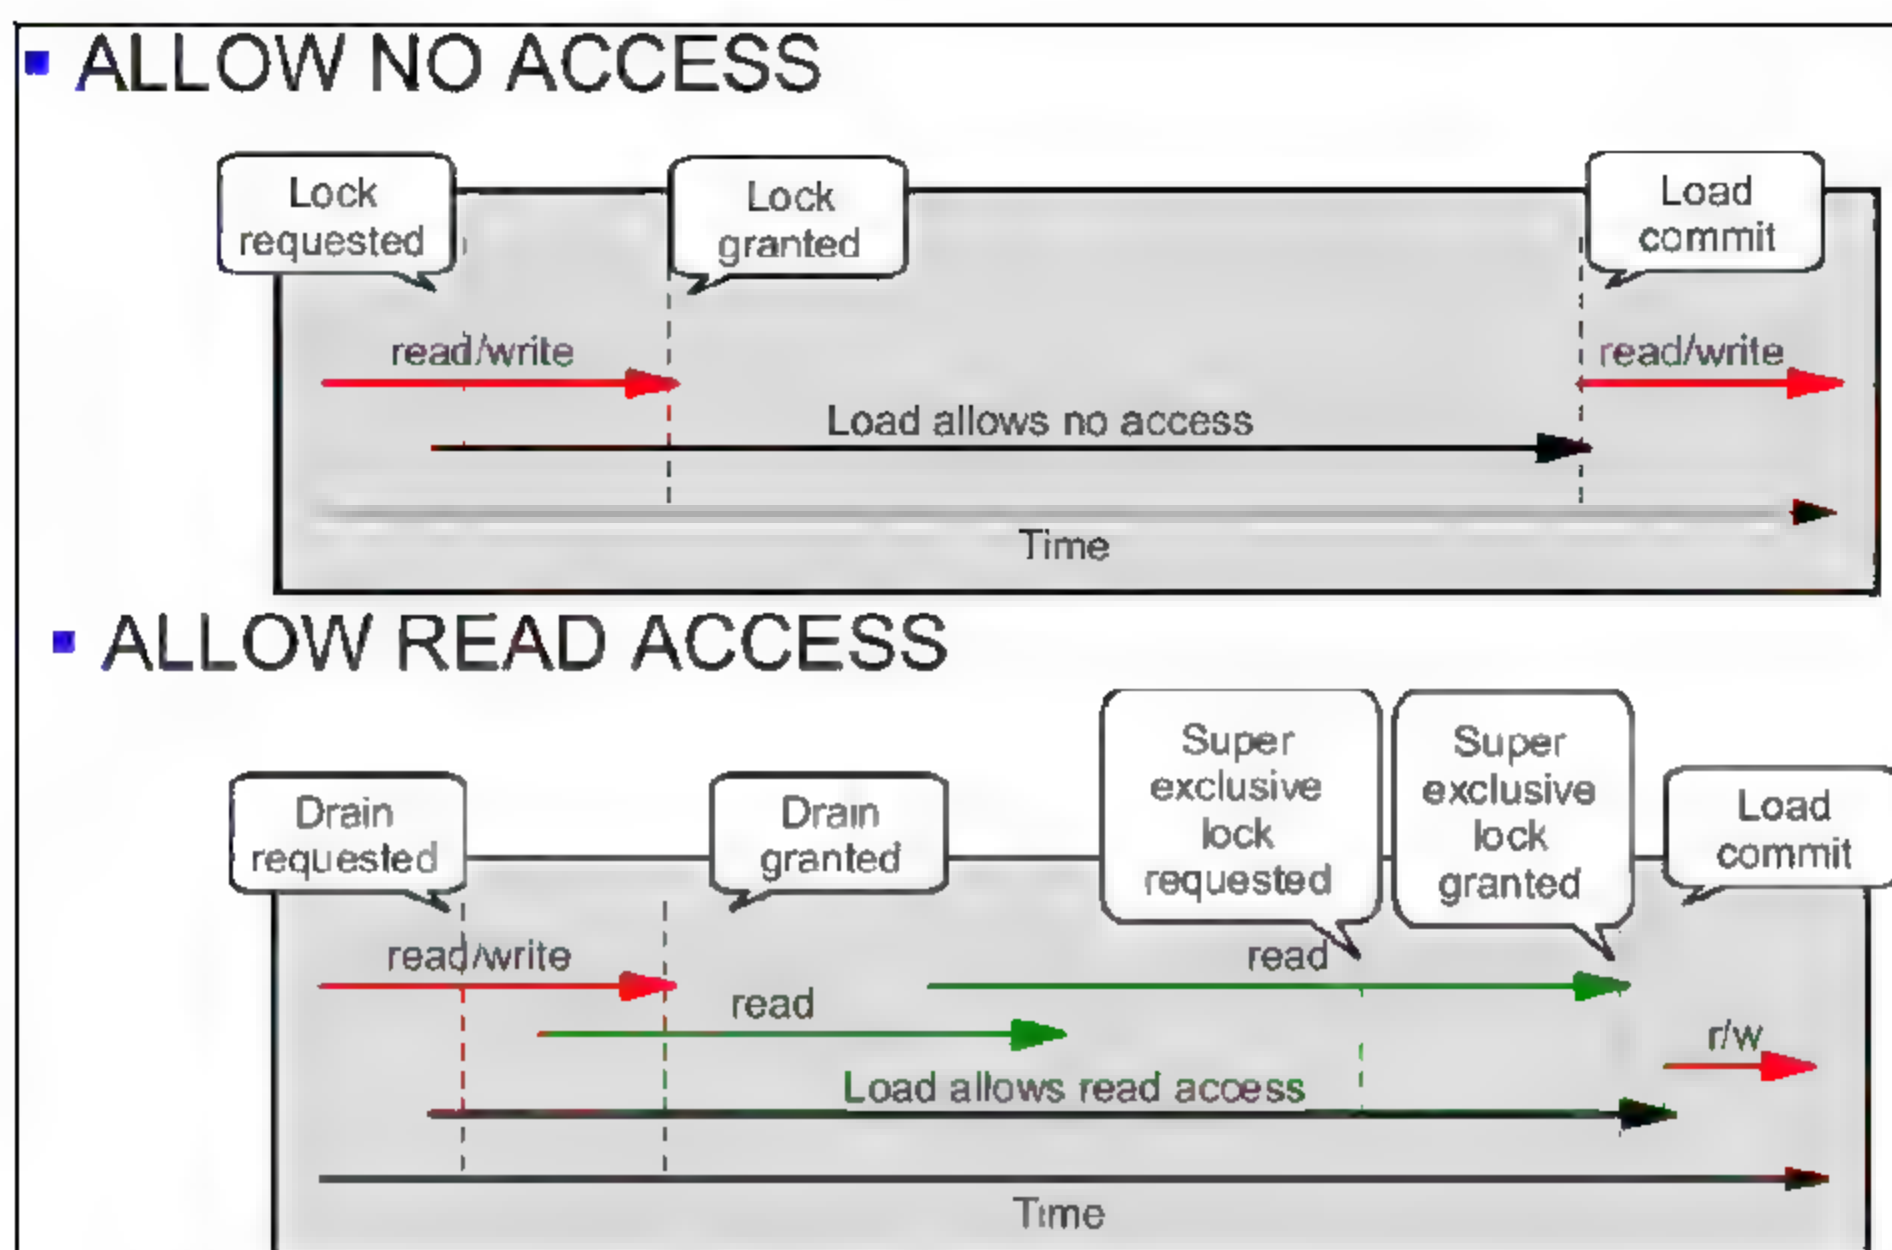 ALLOW NO ACCESS
Lock
requested
Lock
granted
Load
commit
read/write
read/write
Load allows no access
Time
ALLOW READ ACCESS
Drain
requested
Drain
granted
Super
exclusive
lock
requested
Super
exclusive
lock
granted
Load
commit
read/write
read
read
r/w
Load allows read access
Time